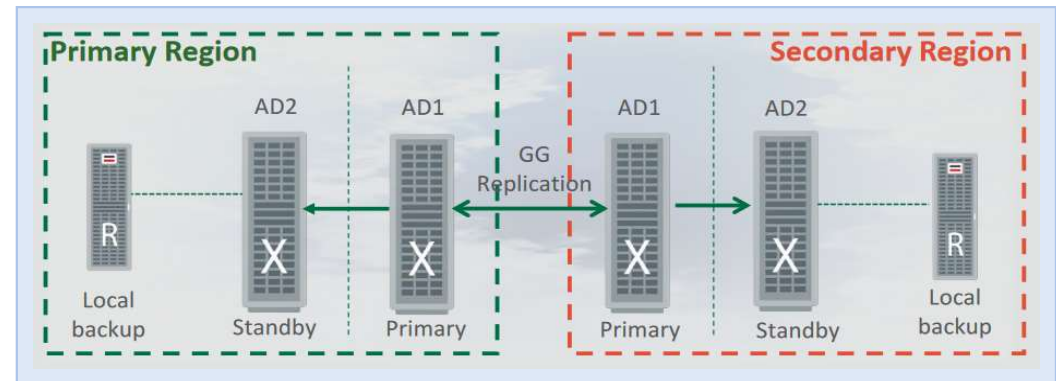 Primary Region
Secondary Region
AD2
AD1
AD1
AD2
GG
Replication
R
X
X
X
X
R
Local
backup
Standby
Primary
Primary
Standby
Local
backup